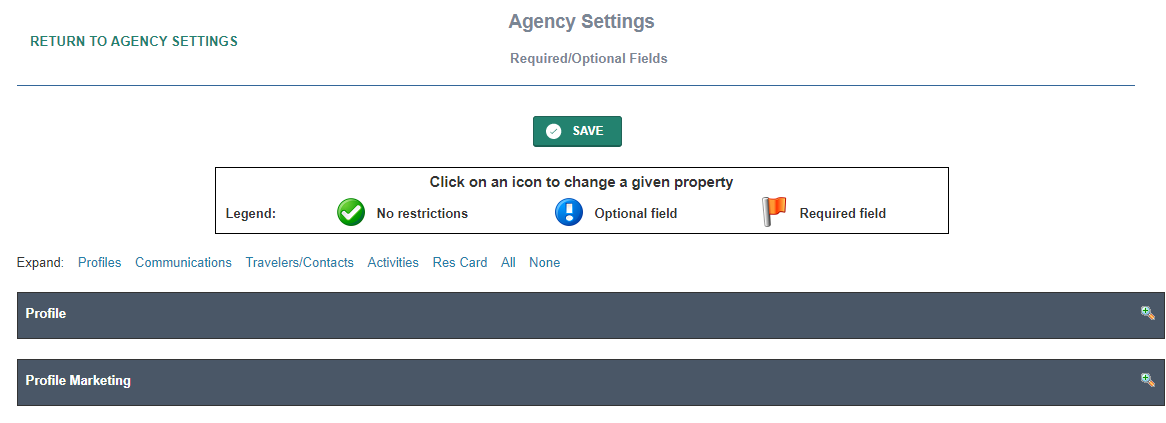 Agency Settings
RETURN TO AGENCY SETTINGS
Required/Optional Fields
SAVE
Click on an icon to change a given property
Legend: No restrictions Optional field Required field
Expand: Profiles Communications Travelers/Contacts Activities Res Card All None
Profile
Profile Marketing